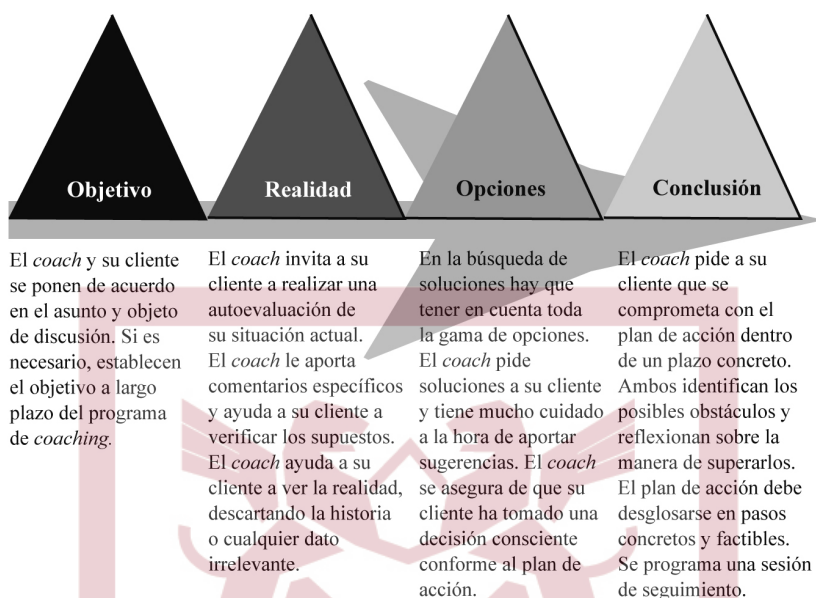 Objetivo
Realidad
Opciones
Conclusión
El coach y su cliente
se ponen de acuerdo
en el asunto y objeto
de discusión. Si es
necesario, establecen
el objetivo a largo
plazo del programa
de coaching.
El coach invita a su
cliente a realizar una
autoevaluación de
su situación actual.
El coach le aporta
comentarios específicos
y ayuda a su cliente a
verificar los supuestos.
El coach ayuda a su
cliente a ver la realidad,
descartando la historia
o cualquier dato
irrelevante.
En la búsqueda de
soluciones hay que
tener en cuenta toda
la gama de opciones.
El coach pide
soluciones a su cliente
y tiene mucho cuidado
a la hora de aportar
sugerencias. El coach
se asegura de que su
cliente ha tomado una
decisión consciente
conforme al plan de
acción.
El coach pide a su
cliente que se
comprometa con el
plan de acción dentro
de un plazo concreto.
Ambos identifican los
posibles obstáculos y
reflexionan sobre la
manera de superarlos.
El plan de acción debe
desglosarse en pasos
concretos y factibles.
Se programa una sesión
de seguimiento.